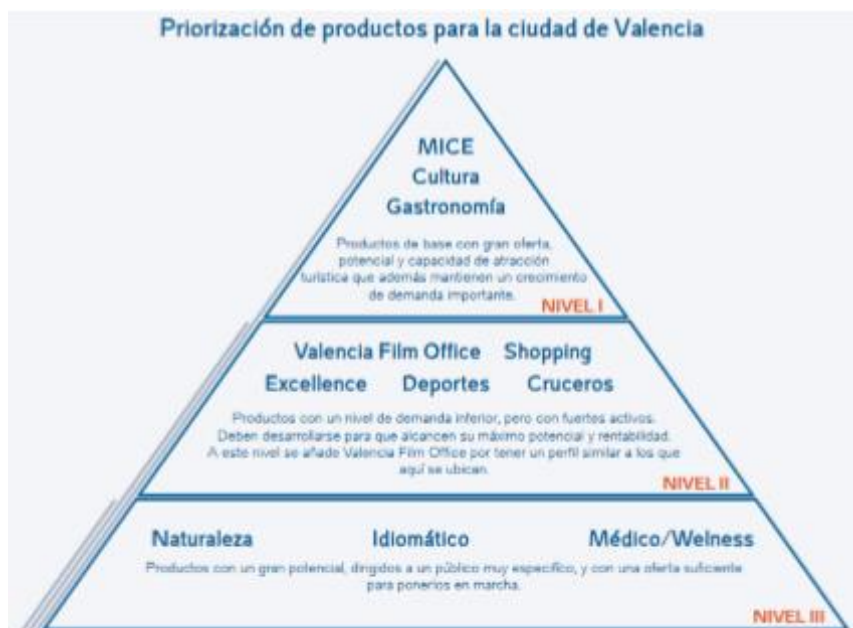 Priorización de productos para la ciudad de Valencia
MICE
Cultura
Gastronomía
Productos de base con gran oferta,
potencial y capacidad de atracción
turística que además mantienen un crecimiento
de demanda importante.
NIVEL I
Valencia Film Office Shopping
Excellence Deportes Cruceros
Productos con un nivel de demanda inferior, pero con fuertes activos.
Deben desarrollarse para que alcancen su máximo potencial y rentabilidad.
A este nivel se añade Valencia Film Office por tener un perfil similar a los que
aquí se ubican.
NIVEL II
Naturaleza Idiomático Médico/Welness
Productos con un gran potencial, dirigidos a un público muy específico, y con una oferta suficiente
para ponerlos en marcha.
NIVEL III